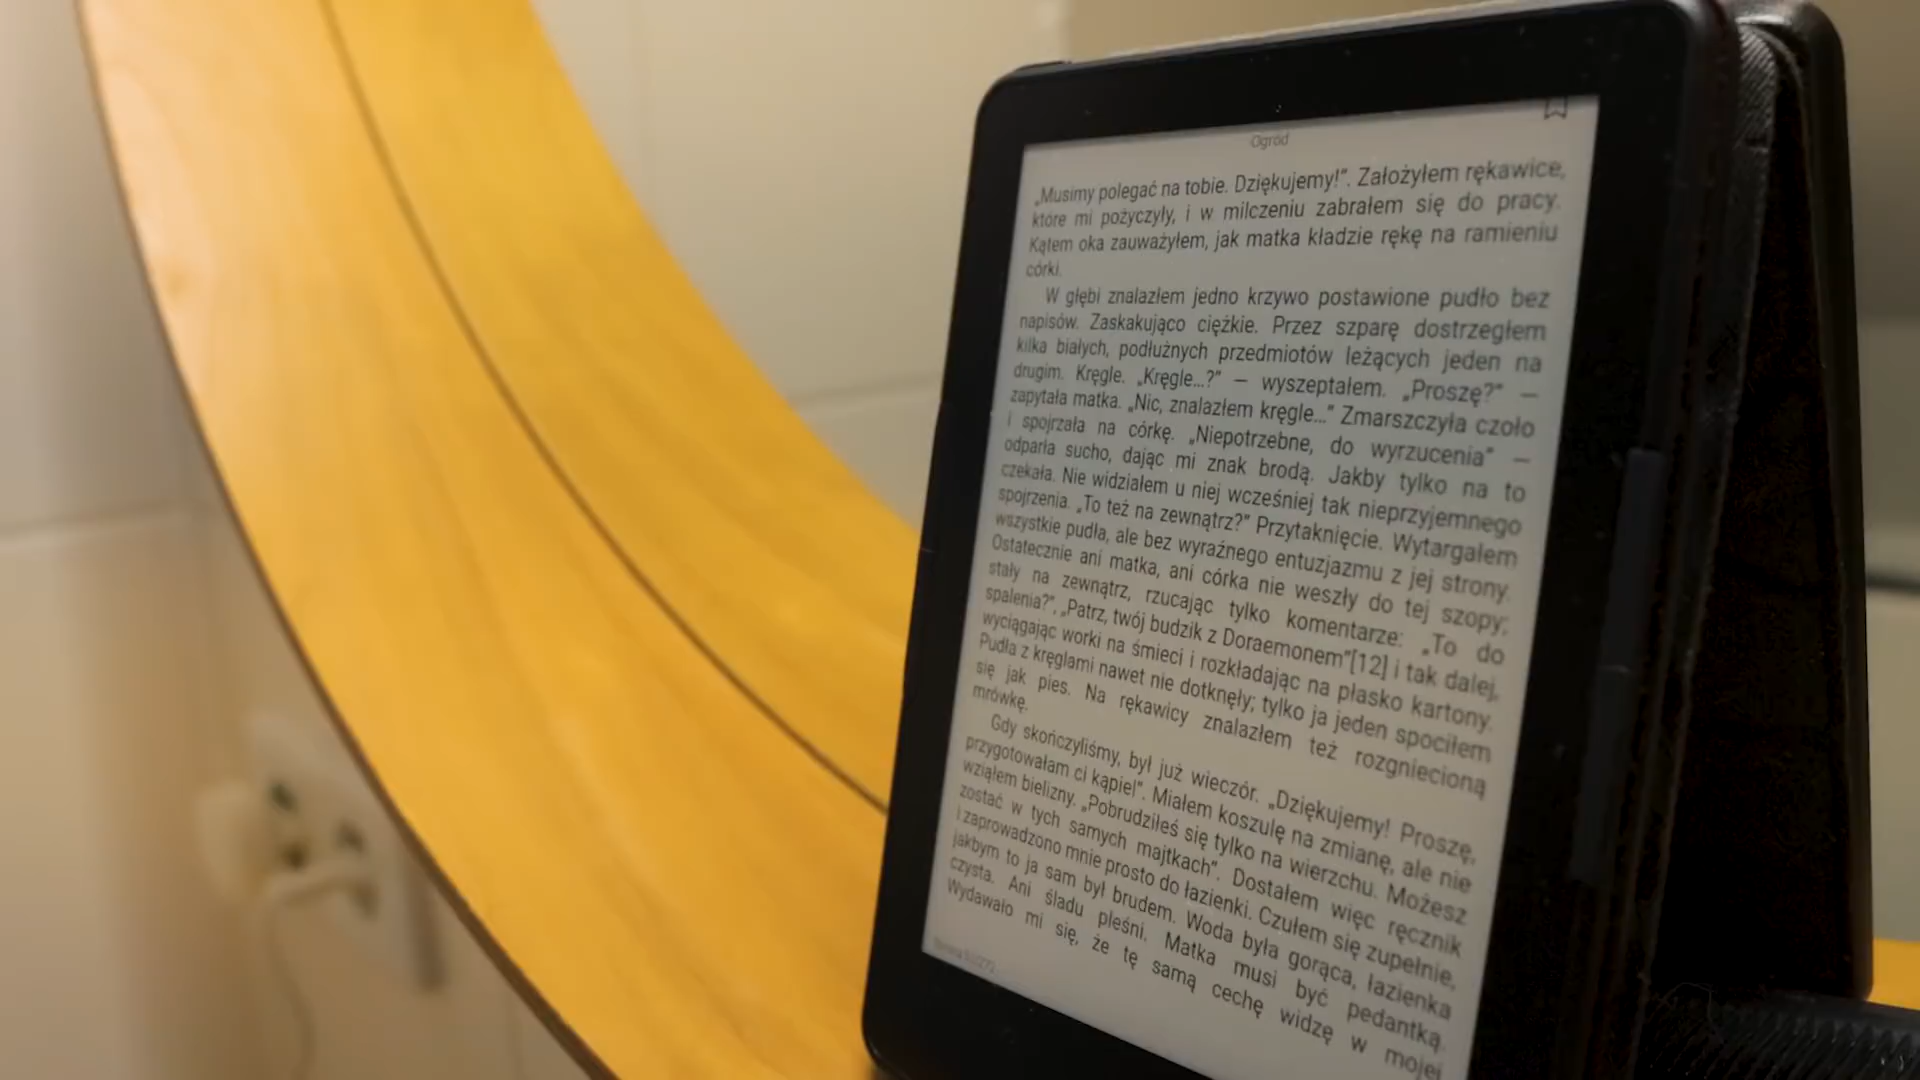 Ogród
„Musimy polegać na tobie. Dziękujemy!”. Założyłem rękawice,
które mi pożyczyły, i w milczeniu zabrałem się do pracy.
Kątem oka zauważyłem, jak matka kładzie rękę na ramieniu
córki.
W głębi znalazłem jedno krzywo postawione pudło bez
napisów. Zaskakująco ciężkie. Przez szparę dostrzegłem
kilka białych, podłużnych przedmiotów leżących jeden na
drugim. Kręgle. „Kręgle...?” — wyszeptałem. „Proszę?” —
zapytała matka. „Nic, znalazłem kręgle...” Zmarszczyła czoło
i spojrzała na córkę. „Niepotrzebne, do wyrzucenia” —
odparła sucho, dając mi znak brodą. Jakby tylko na to
czekała. Nie widziałem u niej wcześniej tak nieprzyjemnego
spojrzenia. „To też na zewnątrz?” Przytaknięcie. Wytargałem
wszystkie pudła, ale bez wyraźnego entuzjazmu z jej strony.
Ostatecznie ani matka, ani córka nie weszły do tej szopy;
stały na zewnątrz, rzucając tylko komentarze: „To do
spalenia?”, „Patrz, twój budzik z Doraemonem”[12] i tak dalej,
wyciągając worki na śmieci i rozkładając na płasko kartony.
Pudła z kręglami nawet nie dotknęły; tylko ja jeden spociłem
się jak pies. Na rękawicy znalazłem też rozgniecioną
mrówkę.
Gdy skończyliśmy, był już wieczór. „Dziękujemy! Proszę,
przygotowałam ci kąpiel”. Miałem koszulę na zmianę, ale nie
wziąłem bielizny. „Pobrudziłeś się tylko na wierzchu. Możesz
zostać w tych samych majtkach”. Dostałem więc ręcznik
i zaprowadzono mnie prosto do łazienki. Czułem się zupełnie,
jakbym to ja sam był brudem. Woda była gorąca, łazienka
czysta. Ani śladu pleśni. Matka musi być pedantką.
Wydawało mi się, że tę samą cechę widzę w mojej